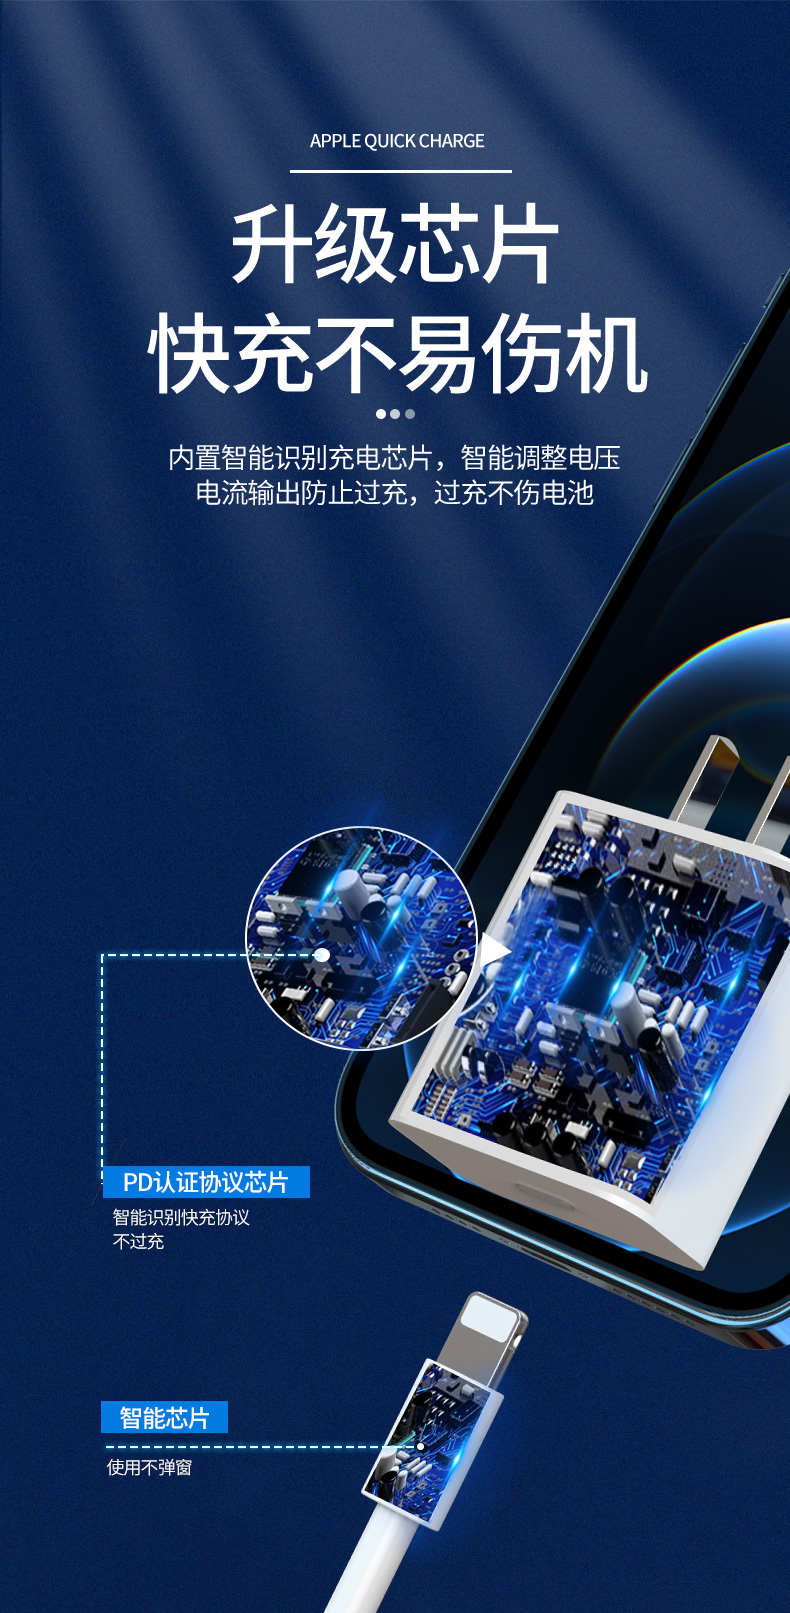 APPLE QUICK CHARGE
升级芯片
快充不易伤机
内置智能识别充电芯片，智能调整电压
电流输出防止过充，过充不伤电池
PD认证协议芯片
智能识别快充协议
不过充
智能芯片
使用不弹窗